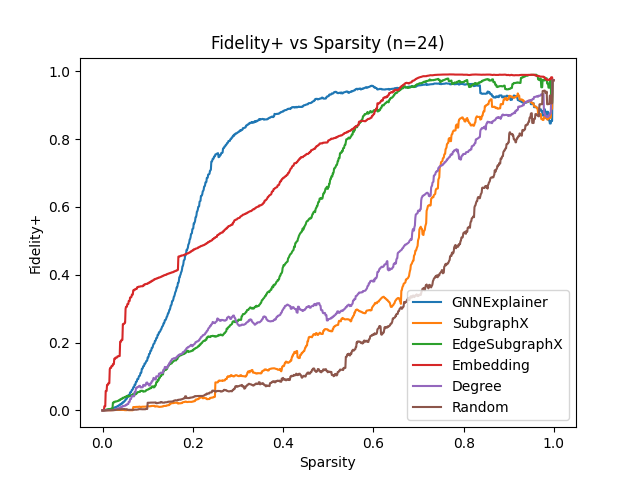 Fidelity+ vs Sparsity (n=24)
1.0
0.8
0.6
0.4
0.2
0.0
Fidelity+
0.0 0.2 0.4 0.6 0.8 1.0
Sparsity
GNNExplainer
SubgraphX
EdgeSubgraphX
Embedding
Degree
Random